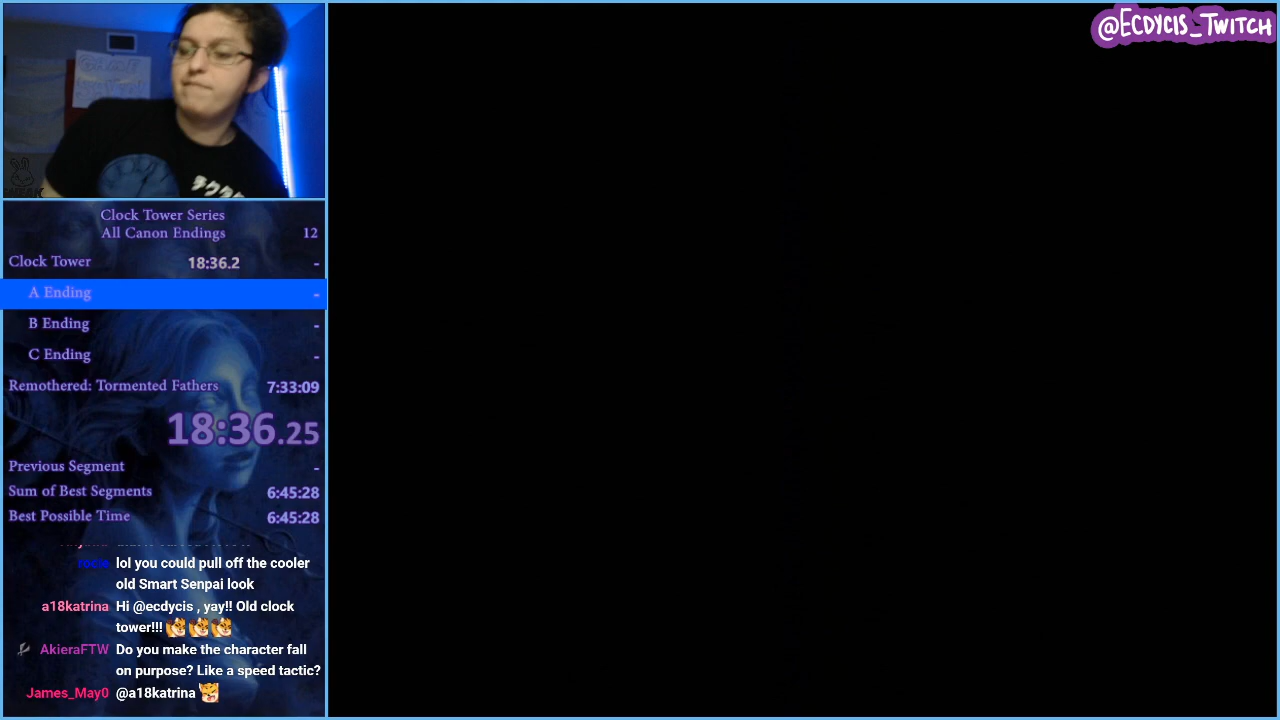 @ECDYCIS_TWITCH
Clock Tower Series
All Canon Endings 12
Clock Tower 18:36.2 -
A Ending -
B Ending -
C Ending -
Remothered: Tormented Fathers 7:33:09
18:36.25
Previous Segment -
Sum of Best Segments 6:45:28
Best Possible Time 6:45:28
lol you could pull off the cooler
old Smart Senpai look
a18katrina Hi @ecdycis , yay!! Old clock
tower!!!
AkieraFTW Do you make the character fall
on purpose? Like a speed tactic?
James_May0 @a18katrina